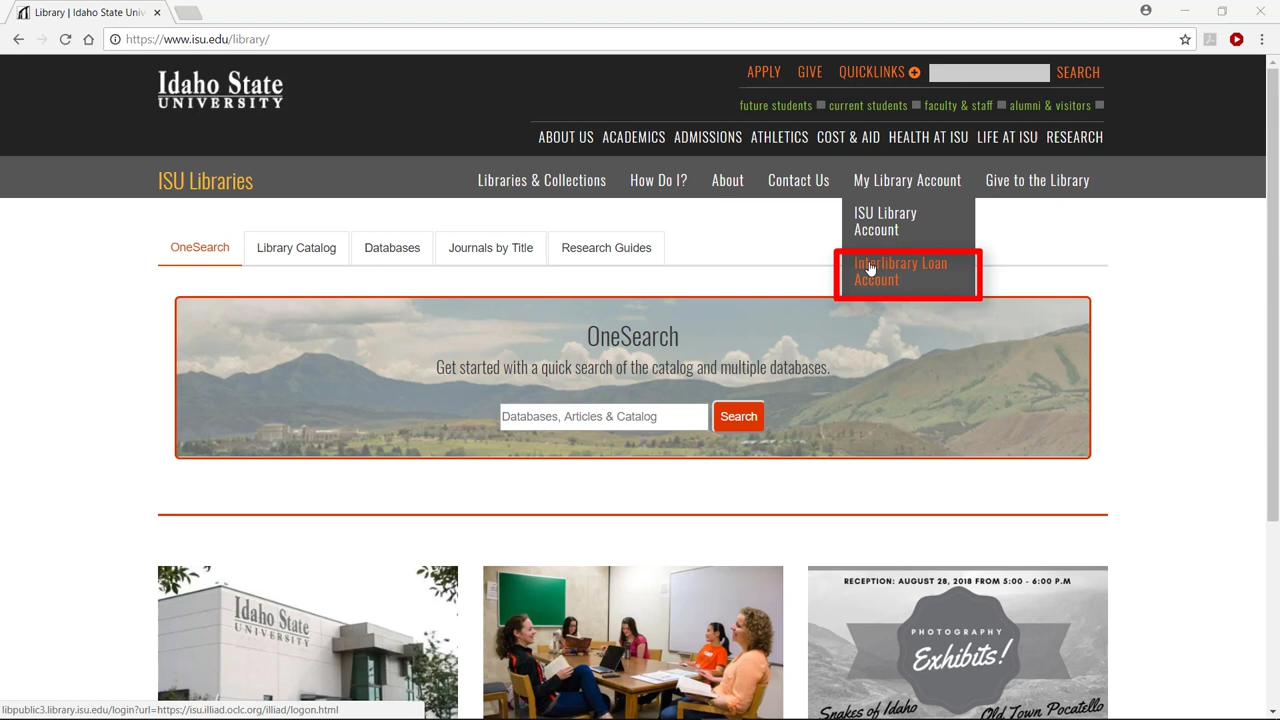 Library | Idaho State Univ
https://www.isu.edu/library/
Idaho State
UNIVERSITY
APPLY GIVE QUICKLINKS SEARCH
future students current students faculty & staff alumni & visitors
ABOUT US ACADEMICS ADMISSIONS ATHLETICS COST & AID HEALTH AT ISU LIFE AT ISU RESEARCH
ISU Libraries
Libraries & Collections How Do I? About Contact Us My Library Account Give to the Library
ISU Library
Account
Interlibrary Loan
Account
OneSearch Library Catalog Databases Journals by Title Research Guides
OneSearch
Get started with a quick search of the catalog and multiple databases.
Databases, Articles & Catalog Search
Idaho State
UNIVERSITY
RECEPTION: AUGUST 28, 2018 FROM 5:00 - 6:00 P.M
PHOTOGRAPHY
Exhibits!
Snakes of Idaho Old Town Pocatello
libpublic3.library.isu.edu/login?url=https://isu.illiad.oclc.org/illiad/logon.html